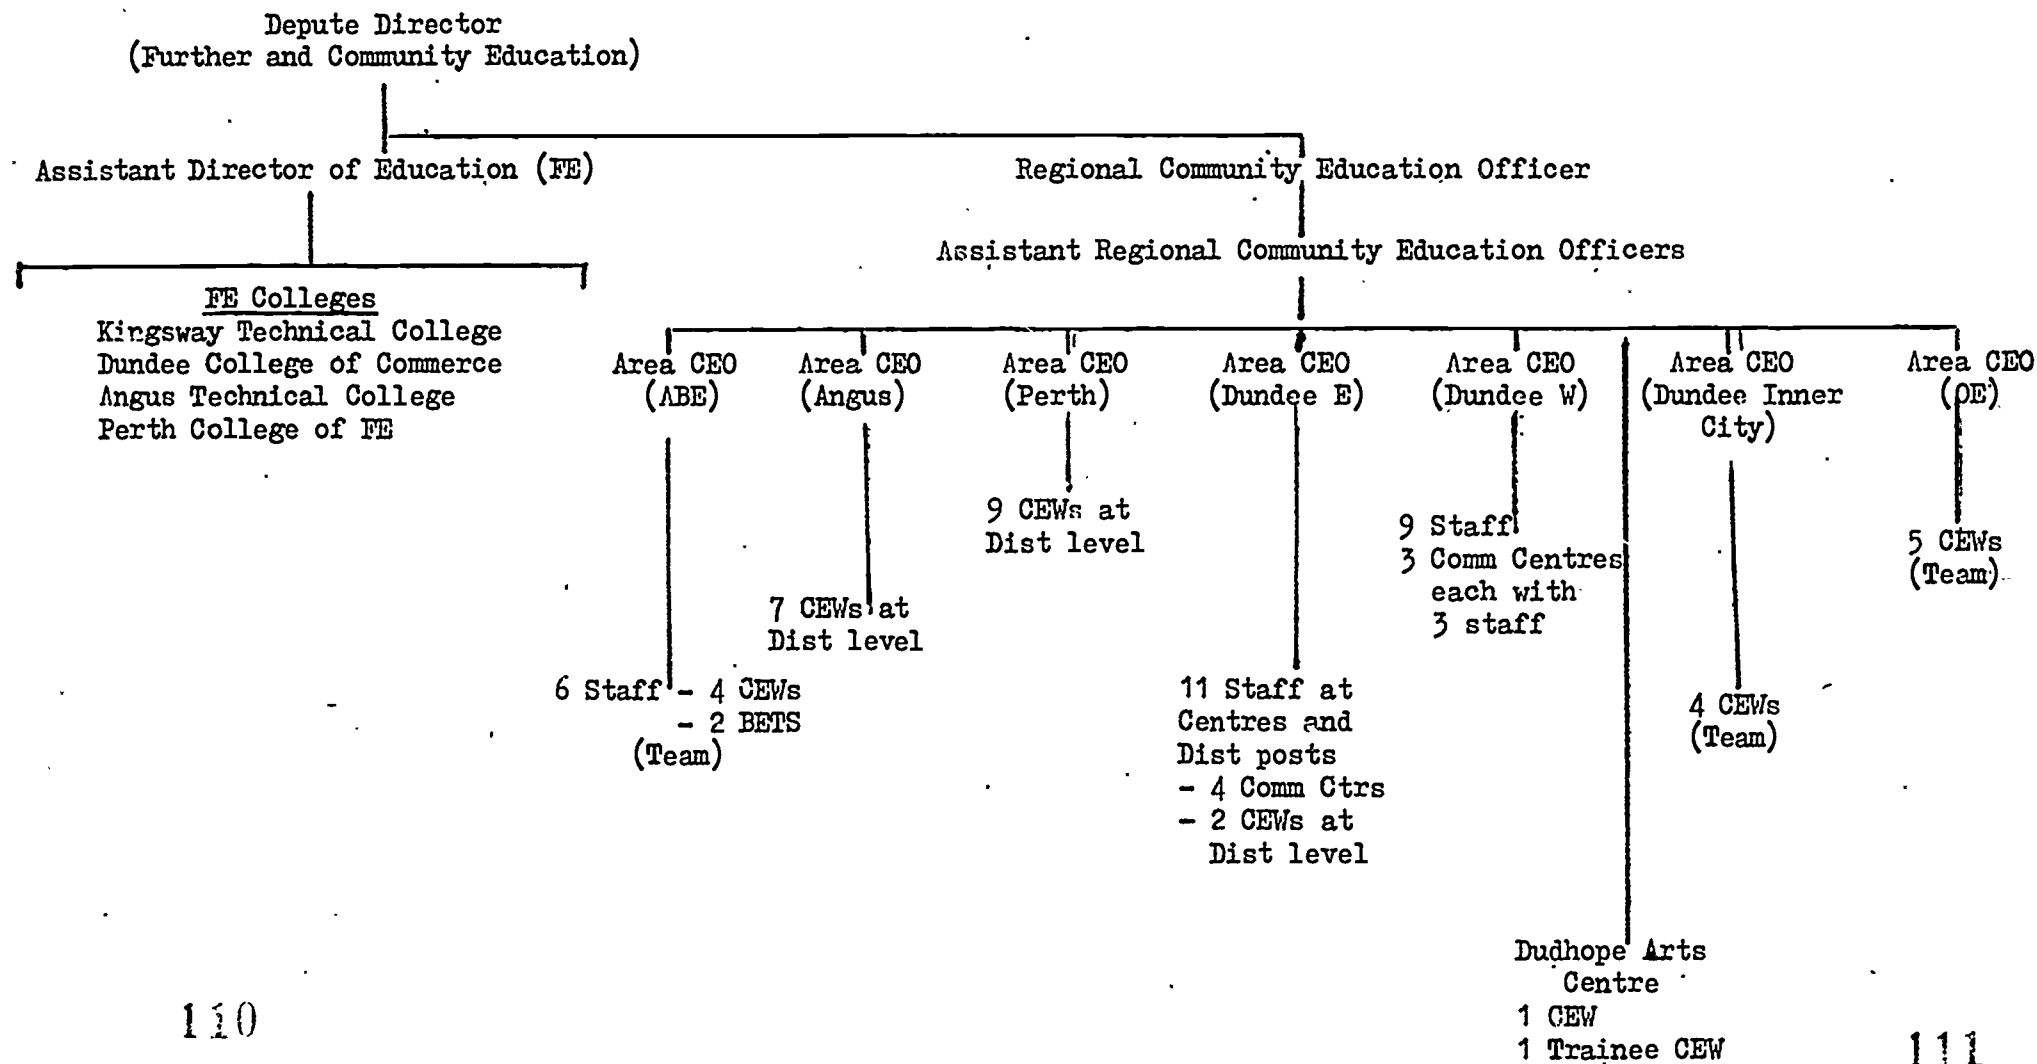 Depute Director
(Further and Community Education)
Assistant Director of Education (FE)
Regional Community Education Officer
Assistant Regional Community Education Officers
FE Colleges
Kingsway Technical College
Dundee College of Commerce
Angus Technical College
Perth College of FE
Area CEO
(ABE)
Area CEO
(Angus)
Area CEO
(Perth)
Area CEO
(Dundee E)
Area CEO
(Dundee W)
Area CEO
(Dundee Inner
City)
Area CEO
(OE)
6 Staff - 4 CEWs
- 2 BETS
(Team)
7 CEWs at
Dist level
9 CEWs at
Dist level
11 Staff at
Centres and
Dist posts
- 4 Comm Ctrs
- 2 CEWs at
Dist level
9 Staff
3 Comm Centres
each with
3 staff
4 CEWs
(Team)
5 CEWs
(Team)
Dudhope Arts
Centre
1 CEW
1 Trainee CEW
110
111